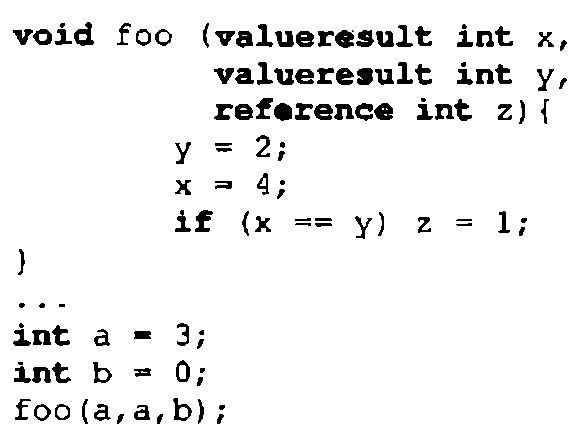 void foo (valueresult int x,
valueresult int y,
reference int z){
y = 2;
x = 4;
if (x == y) z = 1;
}
...
int a = 3;
int b = 0;
foo(a,a,b);